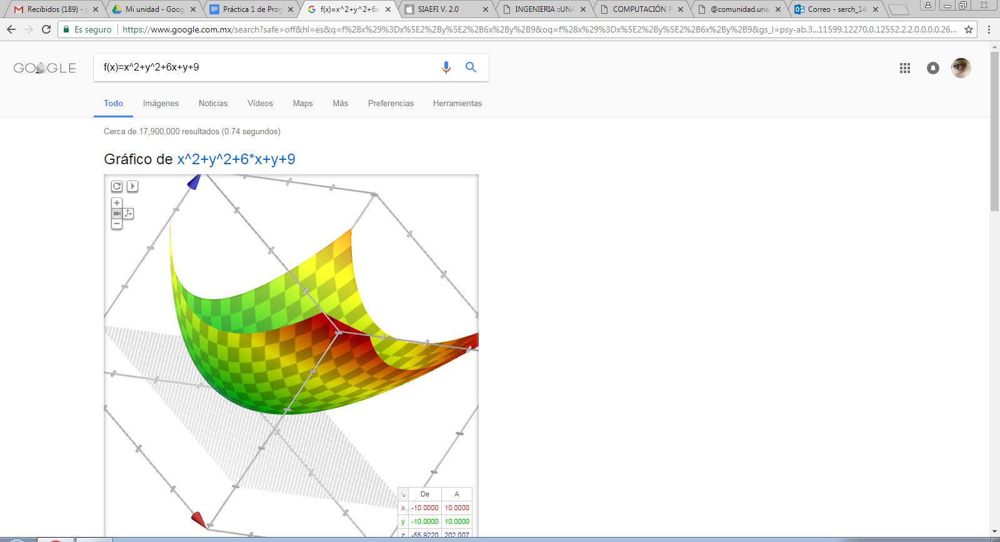 Recibidos (189) - g
Mi unidad - Goog
Práctica 1 de Prog
f(x)=x^2+y^2+6x
SIAEFI V. 2.0
INGENIERIA ::UNA
COMPUTACIÓN P
@comunidad.una
Correo - serch_14
Es seguro
https://www.google.com.mx/search?safe=off&hl=es&q=f%28x%29%3Dx%5E2%2By%5E2%2B6x%2By%2B9&oq=f%28x%29%3Dx%5E2%2By%5E2%2B6x%2By%2B9&gs_l=psy-ab.3...11599.12270.0.12552.2.2.0.0.0.0.26...
GOOGLE
f(x)=x^2+y^2+6x+y+9
Todo Imágenes Noticias Vídeos Maps Más Preferencias Herramientas
Cerca de 17,900,000 resultados (0.74 segundos)
Gráfico de x^2+y^2+6*x+y+9
De A
x -10.0000 10.0000
y -10.0000 10.0000
z -55.9220 202.007